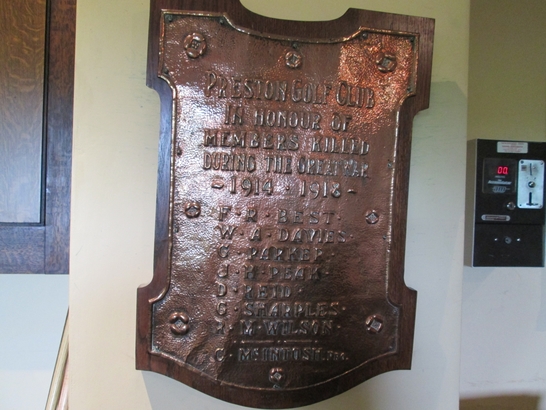 PRESTON GOLF CLUB
IN HONOUR OF
MEMBERS KILLED
DURING THE GREAT WAR
- 1914 - 1918 -
F · R · BEST ·
W · A · DAVIES ·
G · PARKER ·
H · PEAK ·
D · REID ·
G · SHARPLES ·
M · WILSON ·
C · MCINTOSH.